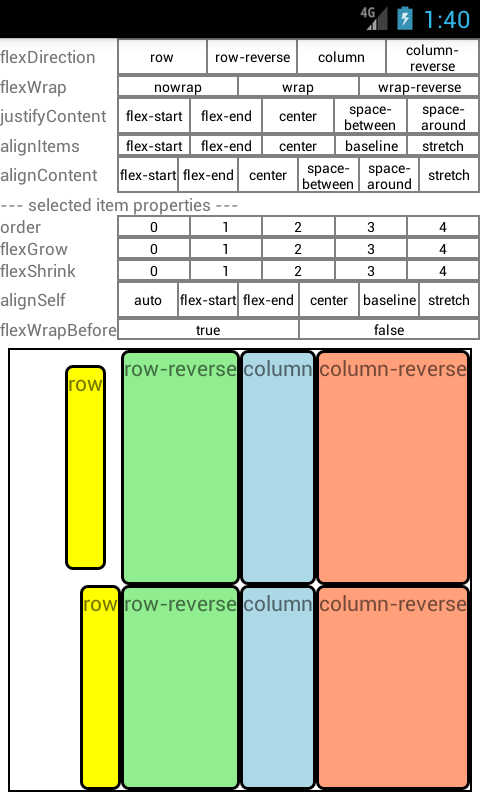 4G 1:40
flexDirection row row-reverse column column-
reverse
flexWrap nowrap wrap wrap-reverse
justifyContent flex-start flex-end center space-
between space-
around
alignItems flex-start flex-end center baseline stretch
alignContent flex-start flex-end center space-
between space-
around stretch
--- selected item properties ---
order 0 1 2 3 4
flexGrow 0 1 2 3 4
flexShrink 0 1 2 3 4
alignSelf auto flex-start flex-end center baseline stretch
flexWrapBefore true false
row row-reverse column column-reverse
row row-reverse column column-reverse